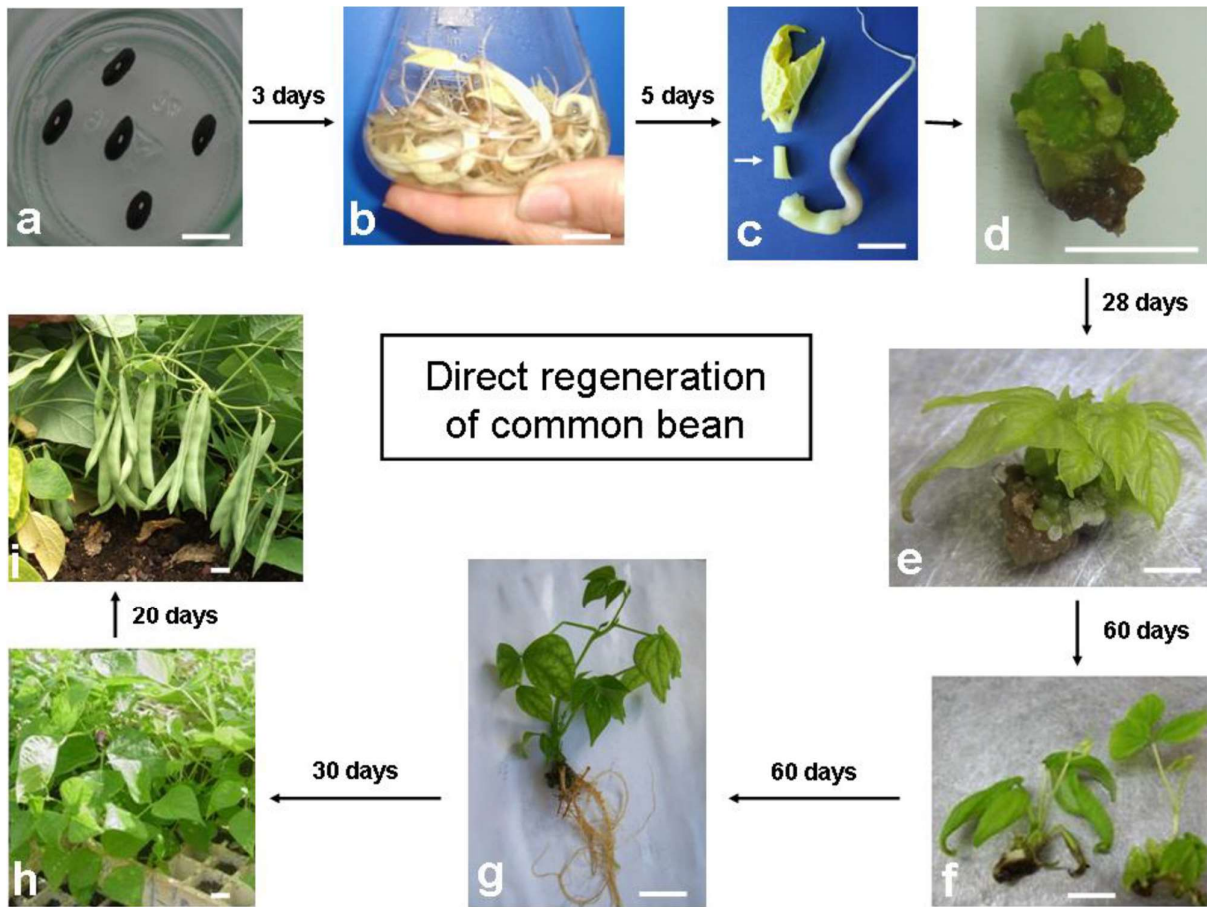 a
3 days
b
5 days
c
d
28 days
Direct regeneration
of common bean
e
i
20 days
60 days
h
30 days
g
60 days
f